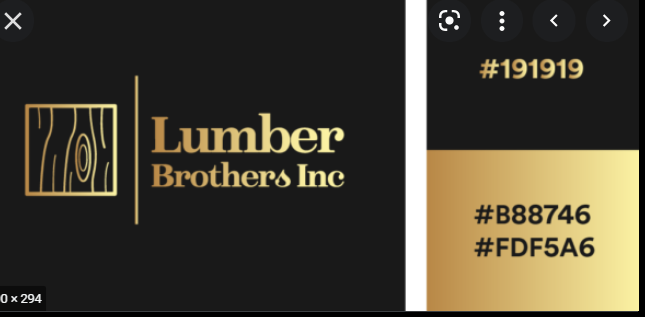 Lumber
Brothers Inc
#191919
#B88746
#FDF5A6
0 × 294